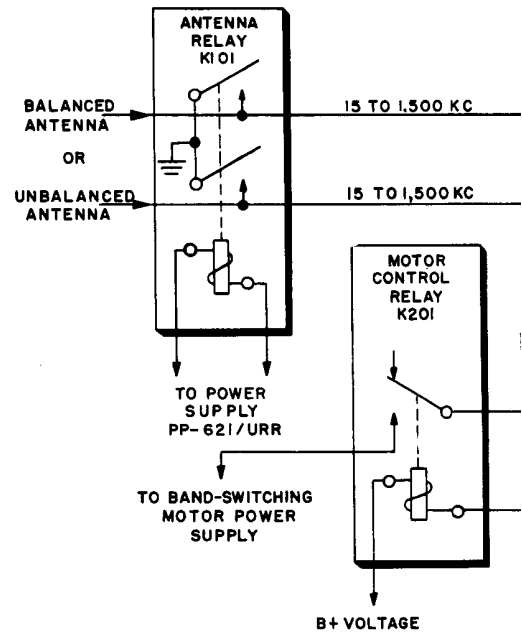 ANTENNA
RELAY
K101
BALANCED
ANTENNA
OR
UNBALANCED
ANTENNA
15 TO 1.500 KC
15 TO 1,500 KC
TO POWER
SUPPLY
PP-621/URR
MOTOR
CONTROL
RELAY
K201
TO BAND-SWITCHING
MOTOR POWER
SUPPLY
B+ VOLTAGE